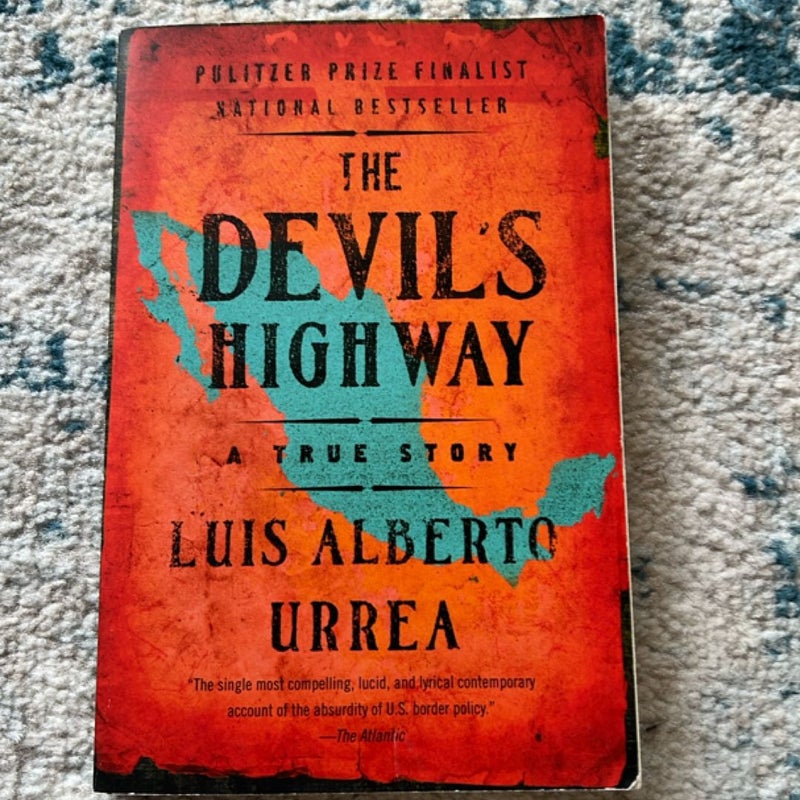 PULITZER PRIZE FINALIST
NATIONAL BESTSELLER
THE
DEVIL'S
HIGHWAY
A TRUE STORY
LUIS ALBERTO
URREA
"The single most compelling, lucid, and lyrical contemporary
account of the absurdity of U.S. border policy."
—The Atlantic